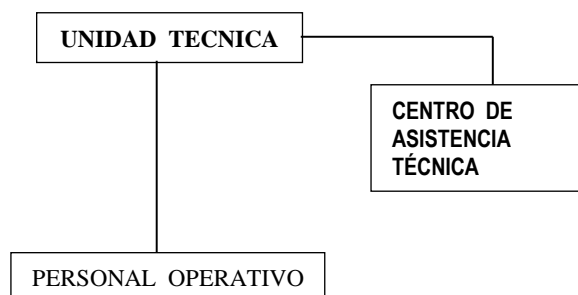 UNIDAD TECNICA
CENTRO DE
ASISTENCIA
TÉCNICA
PERSONAL OPERATIVO